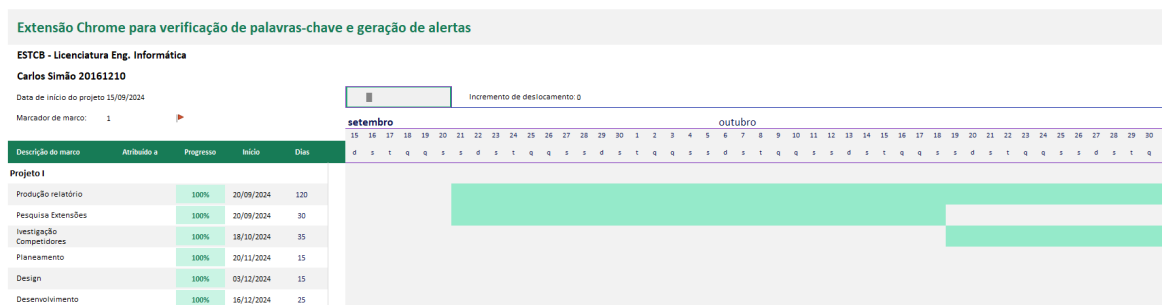 Extensão Chrome para verificação de palavras-chave e geração de alertas
ESTCB - Licenciatura Eng. Informática
Carlos Simão 20161210
Data de início do projeto 15/09/2024
Incremento de deslocamento: 0
Marcador de marco: 1
setembro outubro
15 16 17 18 19 20 21 22 23 24 25 26 27 28 29 30 1 2 3 4 5 6 7 8 9 10 11 12 13 14 15 16 17 18 19 20 21 22 23 24 25 26 27 28 29 30
Descrição do marco Atribuído a Progresso Início Dias d s t q q s s d s t q q s s d s t q q s s d s t q q s s d s t q q s s d s t q q s s d s t q
Projeto I
Produção relatório 100% 20/09/2024 120
Pesquisa Extensões 100% 20/09/2024 30
Ivestigação
Competidores 100% 18/10/2024 35
Planeamento 100% 20/11/2024 15
Design 100% 03/12/2024 15
Desenvolvimento 100% 16/12/2024 25